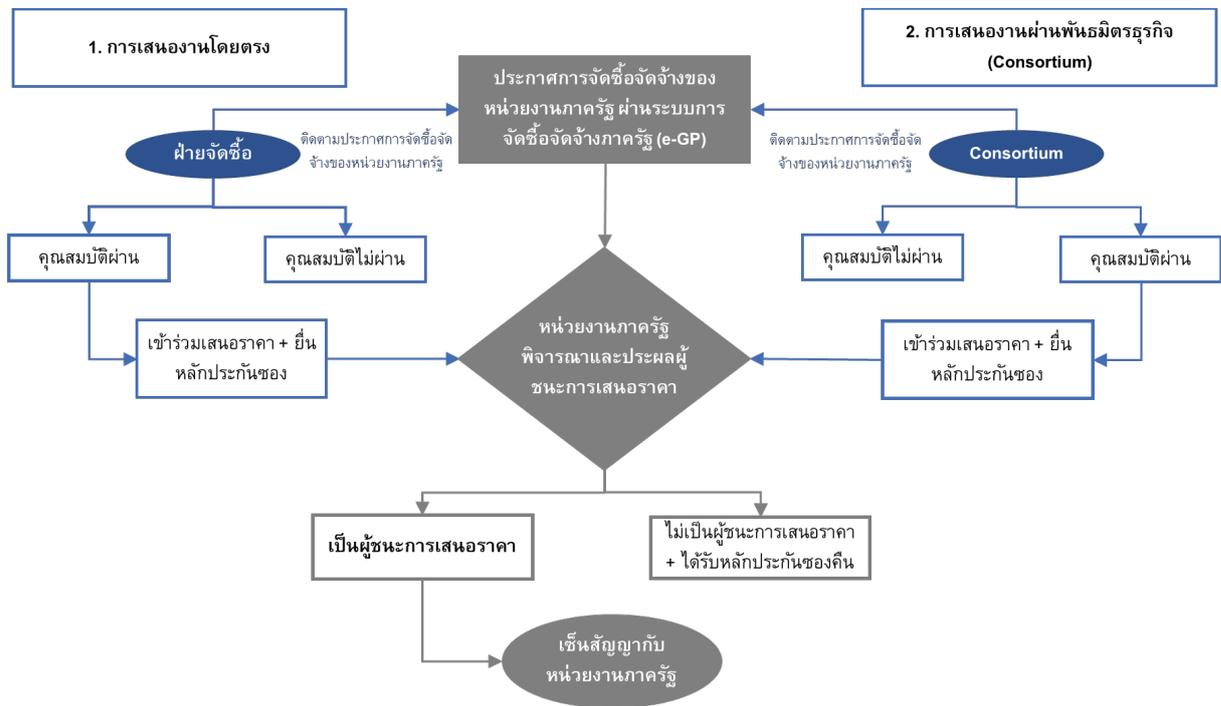 1. การเสนองานโดยตรง
2. การเสนองานผ่านพันธมิตรธุรกิจ
(Consortium)
ประกาศการจัดซื้อจัดจ้างของ
หน่วยงานภาครัฐ ผ่านระบบการ
จัดซื้อจัดจ้างภาครัฐ (e-GP)
ฝ่ายจัดซื้อ
ติดตามประกาศการจัดซื้อจัด
จ้างของหน่วยงานภาครัฐ
ติดตามประกาศการจัดซื้อจัด
จ้างของหน่วยงานภาครัฐ
Consortium
คุณสมบัติผ่าน
คุณสมบัติไม่ผ่าน
คุณสมบัติไม่ผ่าน
คุณสมบัติผ่าน
เข้าร่วมเสนอราคา + ยื่น
หลักประกันซอง
หน่วยงานภาครัฐ
พิจารณาและประผลผู้
ชนะการเสนอราคา
เข้าร่วมเสนอราคา + ยื่น
หลักประกันซอง
เป็นผู้ชนะการเสนอราคา
ไม่เป็นผู้ชนะการเสนอราคา
+ ได้รับหลักประกันซองคืน
เซ็นสัญญากับ
หน่วยงานภาครัฐ